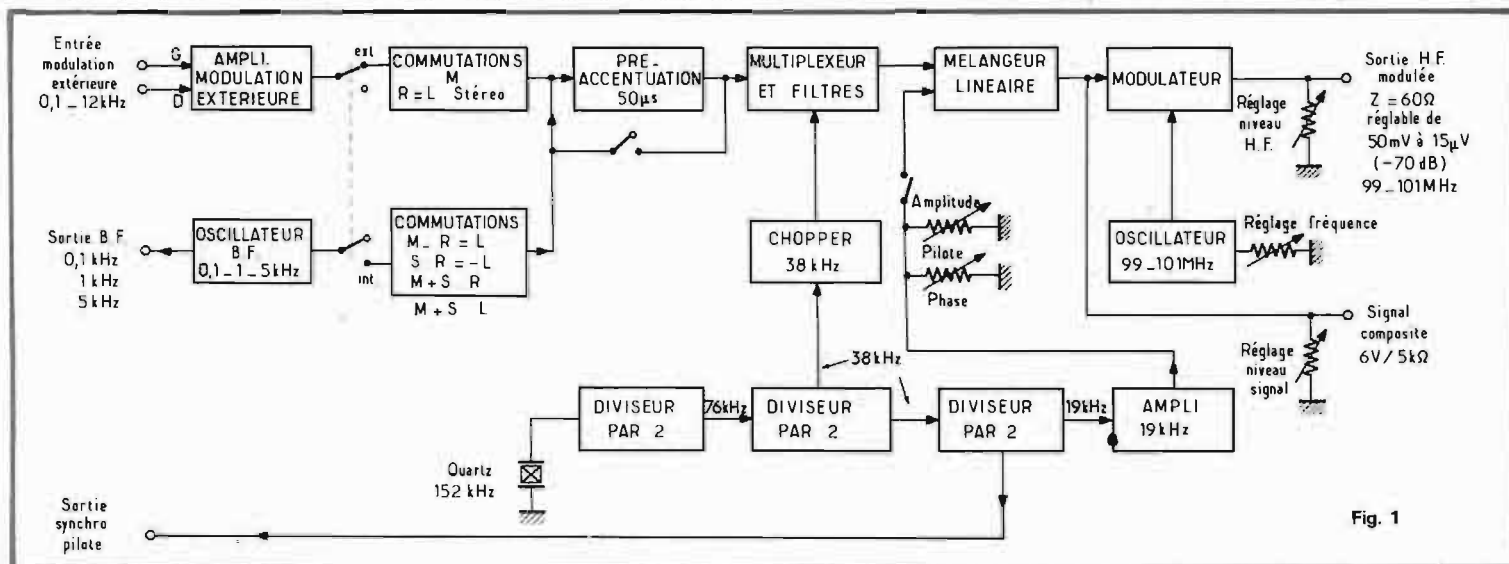 Entrée
modulation
extérieure
0,1_12kHz
G
D
AMPLI.
MODULATION
EXTERIEURE
ext
COMMUTATIONS
M
R = L Stéreo
PRE-
ACCENTUATION
50µs
MULTIPLEXEUR
ET FILTRES
MELANGEUR
LINEAIRE
MODULATEUR
Sortie H.F.
modulée
Z = 60Ω
réglable de
50mV à 15µV
(-70 dB)
99_101MHz
Réglage
niveau
H.F.
Sortie B.F.
0,1 kHz
1 kHz
5 kHz
OSCILLATEUR
B.F.
0,1_1_5kHz
int
COMMUTATIONS
M_ R = L
S R = -L
M+S R
M + S L
CHOPPER
38 kHz
Amplitude
Pilote
Phase
OSCILLATEUR
99_101MHz
Réglage fréquence
Signal
composite
6V/5kΩ
Réglage
niveau
signal
38kHz
DIVISEUR
PAR 2
76kHz
DIVISEUR
PAR 2
DIVISEUR
PAR 2
19kHz
AMPLI
19kHz
Quartz
152 kHz
Sortie
synchro
pilote
Fig. 1